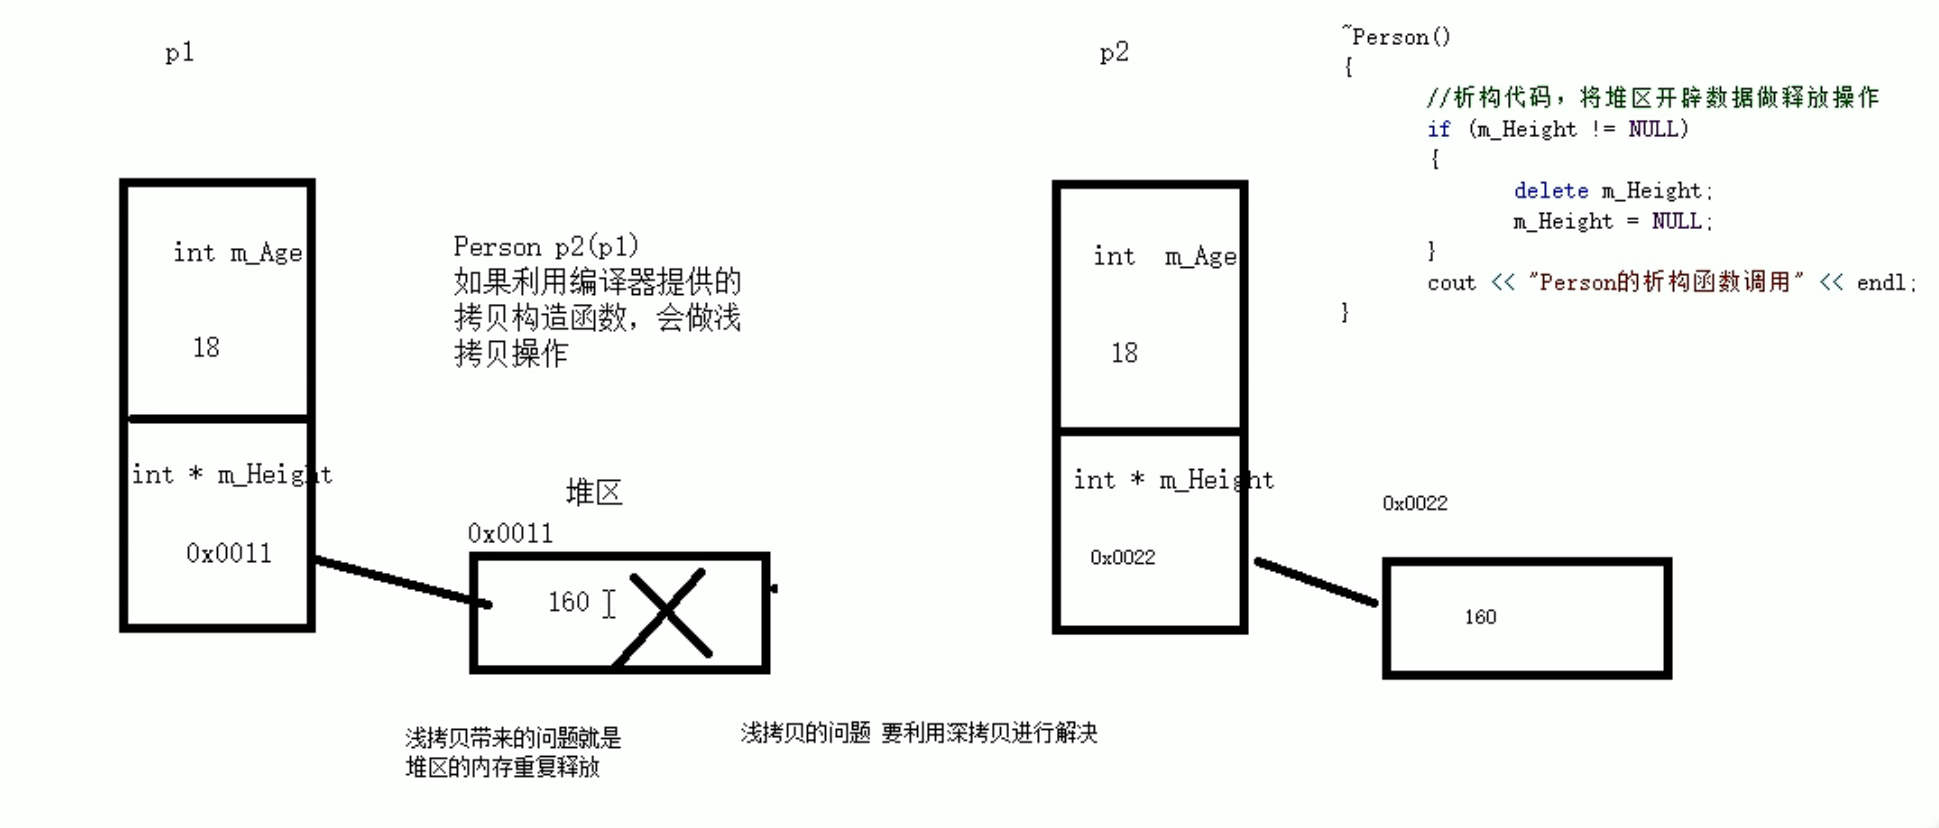 p1
int m_Age
18
int * m_Height
0x0011
Person p2(p1)
如果利用编译器提供的
拷贝构造函数，会做浅
拷贝操作
堆区
0x0011
160
浅拷贝带来的问题就是
堆区的内存重复释放
浅拷贝的问题 要利用深拷贝进行解决
p2
int  m_Age
18
int * m_Height
0x0022
0x0022
160
~Person()
{
//析构代码，将堆区开辟数据做释放操作
if (m_Height != NULL)
{
delete m_Height;
m_Height = NULL;
}
cout << "Person的析构函数调用" << endl;
}